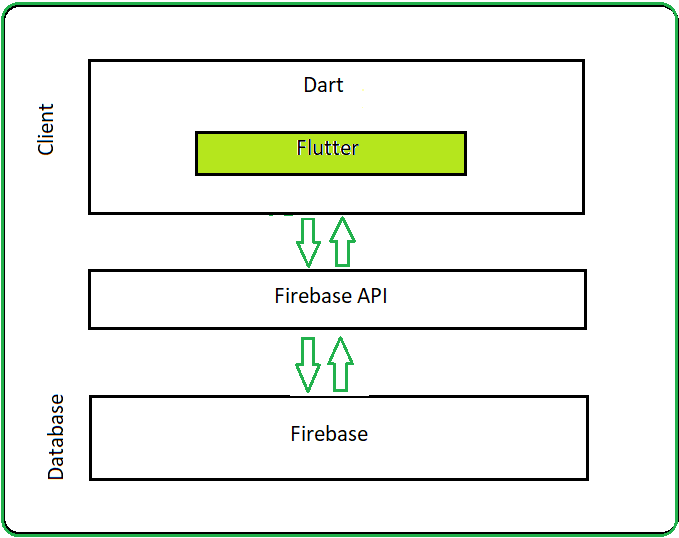 Client
Dart
Flutter
Firebase API
Database
Firebase